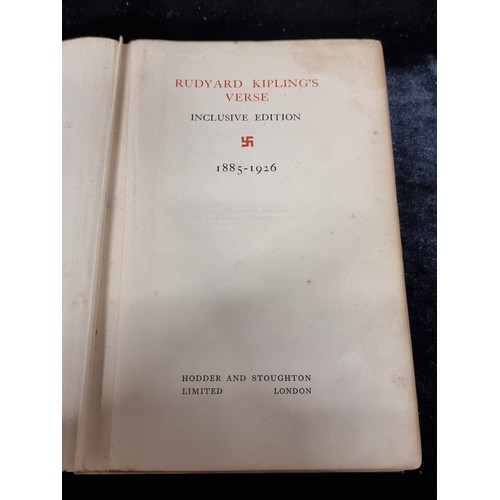 RUDYARD KIPLING'S
VERSE
INCLUSIVE EDITION
1885-1926
HODDER AND STOUGHTON
LIMITED LONDON